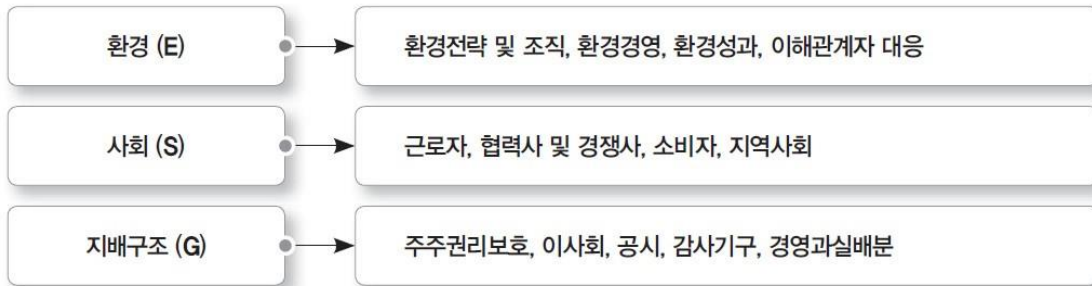 환경 (E)
환경전략 및 조직, 환경경영, 환경성과, 이해관계자 대응
사회 (S)
근로자, 협력사 및 경쟁사, 소비자, 지역사회
지배구조 (G)
주주권리보호, 이사회, 공시, 감사기구, 경영과실배분